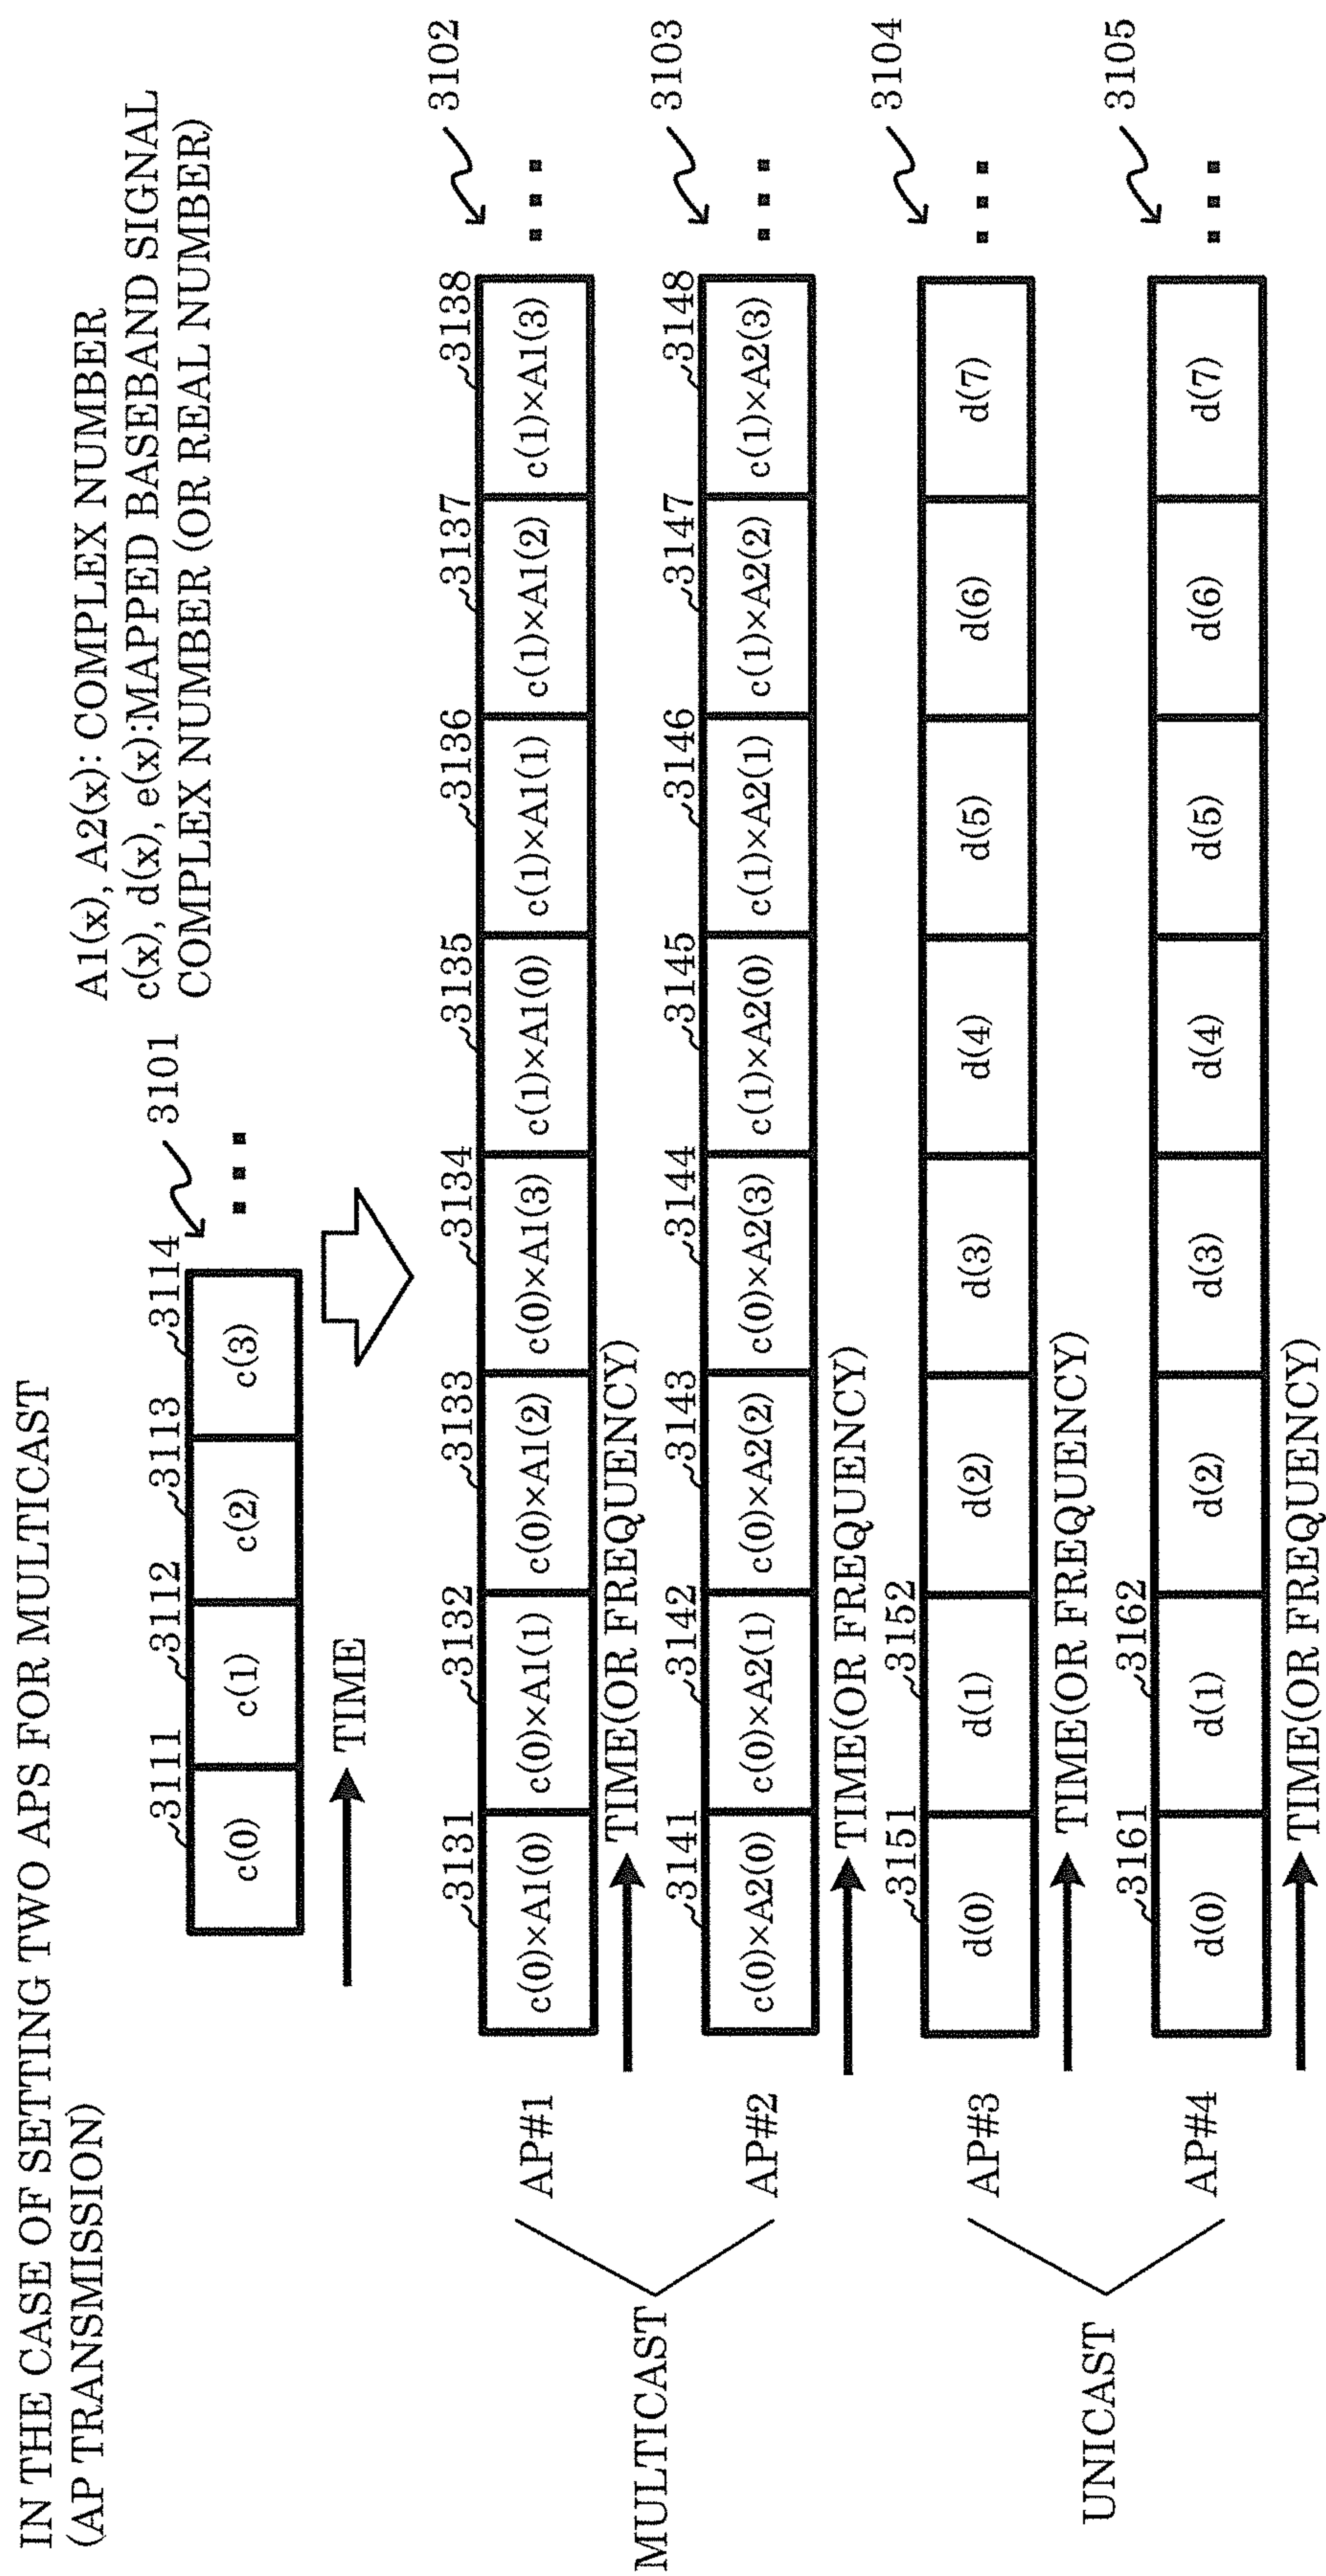 IN THE CASE OF SETTING TWO APS FOR MULTICAST
(AP TRANSMISSION)
A1(x), A2(x): COMPLEX NUMBER
c(x), d(x), e(x):MAPPED BASEBAND SIGNAL
COMPLEX NUMBER (OR REAL NUMBER)
3111 3112 3113 3114 3101
c(0) c(1) c(2) c(3) ...
TIME
3131 3132 3133 3134 3135 3136 3137 3138 3102
MULTICAST
AP#1 c(0)×A1(0) c(0)×A1(1) c(0)×A1(2) c(0)×A1(3) c(1)×A1(0) c(1)×A1(1) c(1)×A1(2) c(1)×A1(3) ...
TIME(OR FREQUENCY)
3141 3142 3143 3144 3145 3146 3147 3148 3103
AP#2 c(0)×A2(0) c(0)×A2(1) c(0)×A2(2) c(0)×A2(3) c(1)×A2(0) c(1)×A2(1) c(1)×A2(2) c(1)×A2(3) ...
TIME(OR FREQUENCY)
3151 3152 3104
UNICAST
AP#3 d(0) d(1) d(2) d(3) d(4) d(5) d(6) d(7) ...
TIME(OR FREQUENCY)
3161 3162 3105
AP#4 d(0) d(1) d(2) d(3) d(4) d(5) d(6) d(7) ...
TIME(OR FREQUENCY)